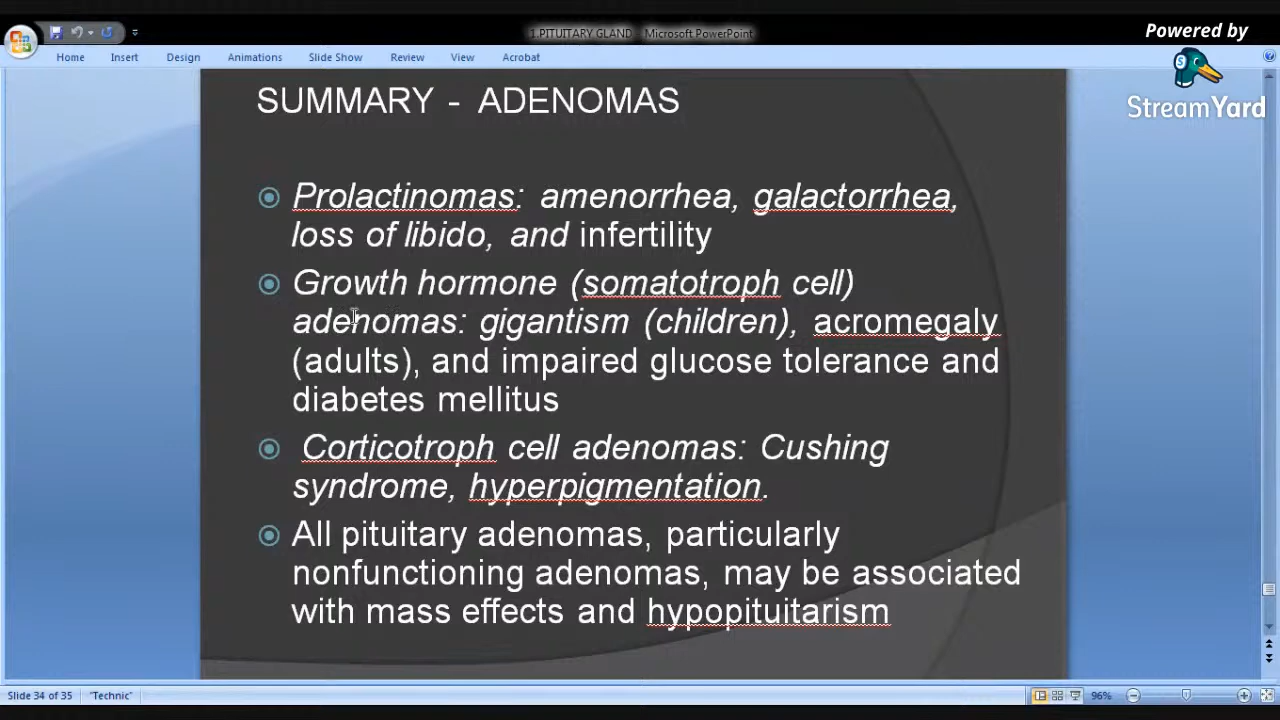 1.PITUITARY GLAND - Microsoft PowerPoint
Powered by
StreamYard
Home Insert Design Animations Slide Show Review View Acrobat
SUMMARY - ADENOMAS
Prolactinomas: amenorrhea, galactorrhea,
loss of libido, and infertility
Growth hormone (somatotroph cell)
adenomas: gigantism (children), acromegaly
(adults), and impaired glucose tolerance and
diabetes mellitus
Corticotroph cell adenomas: Cushing
syndrome, hyperpigmentation.
All pituitary adenomas, particularly
nonfunctioning adenomas, may be associated
with mass effects and hypopituitarism
Slide 34 of 35 "Technic" 96%